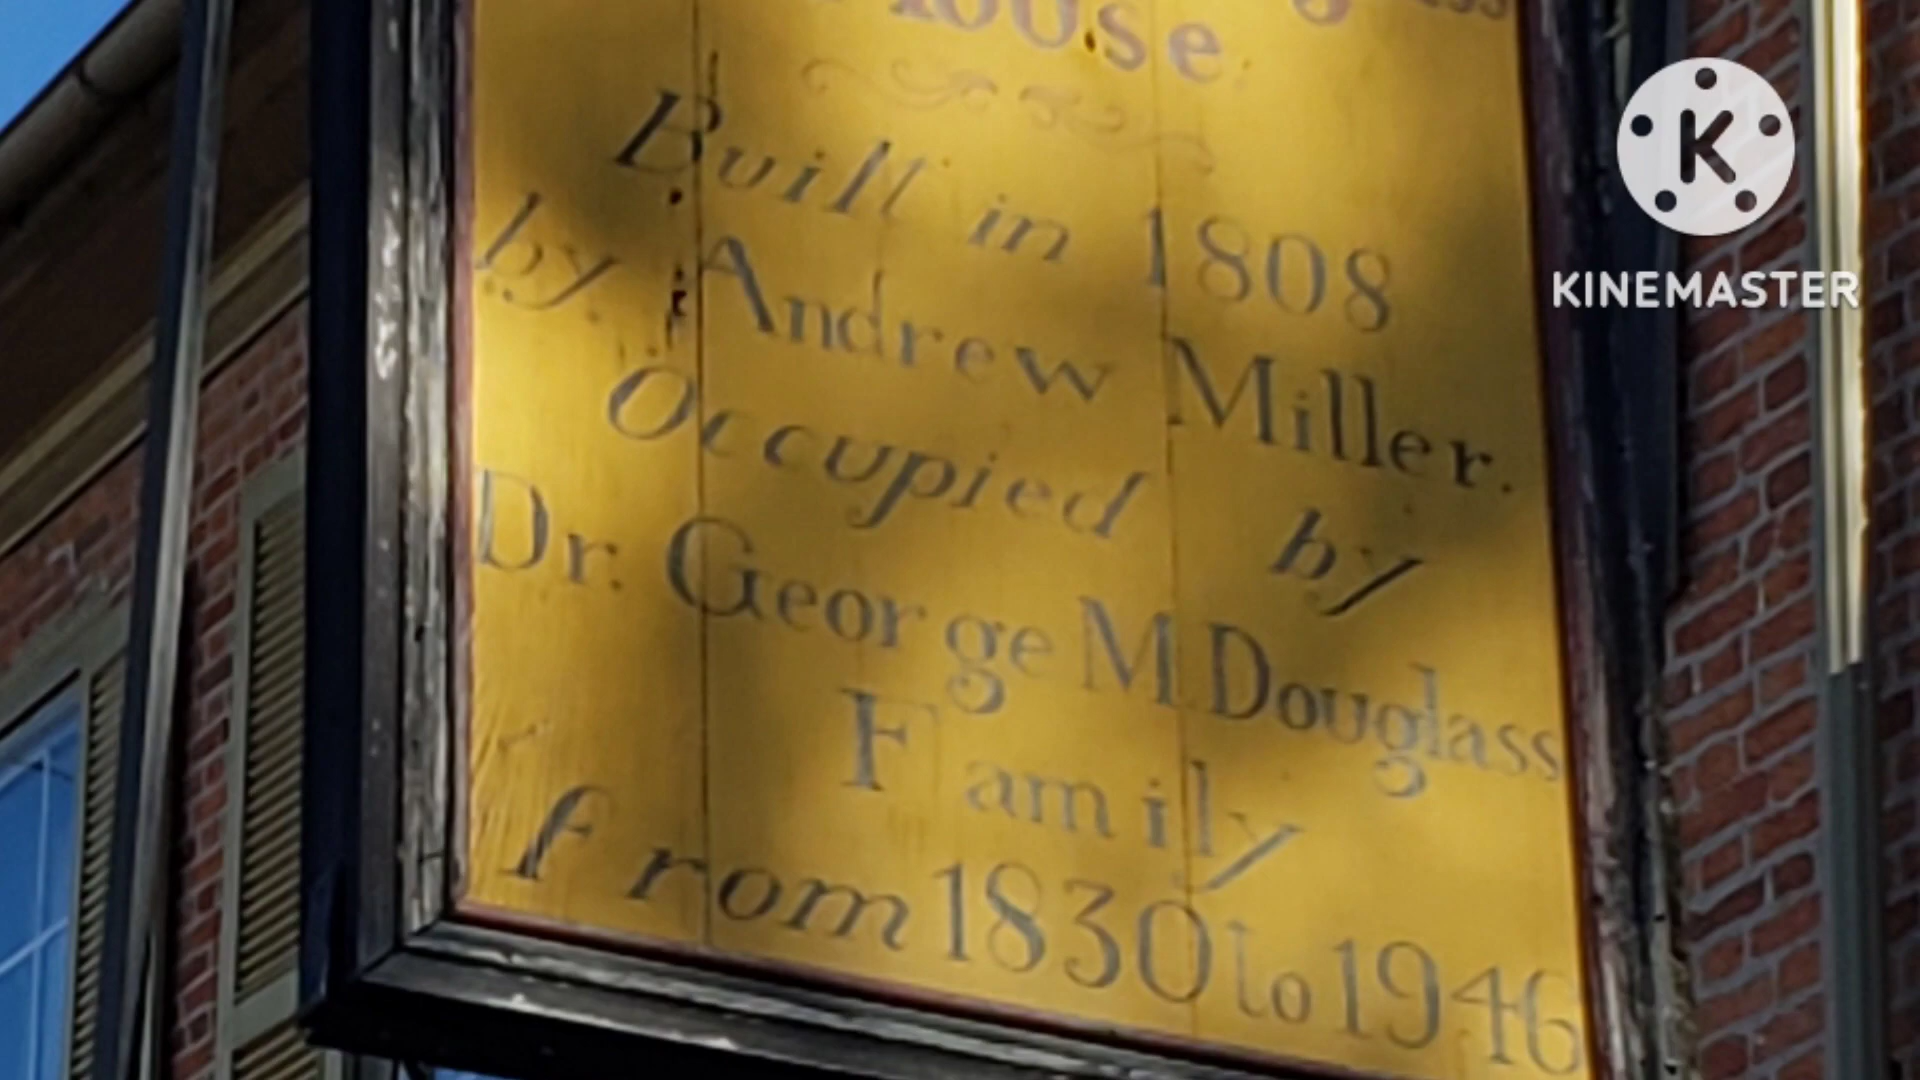 House
Built in 1808
by Andrew Miller.
Occupied by
Dr. George M Douglass
Family
from 1830 to 1946
K
KINEMASTER